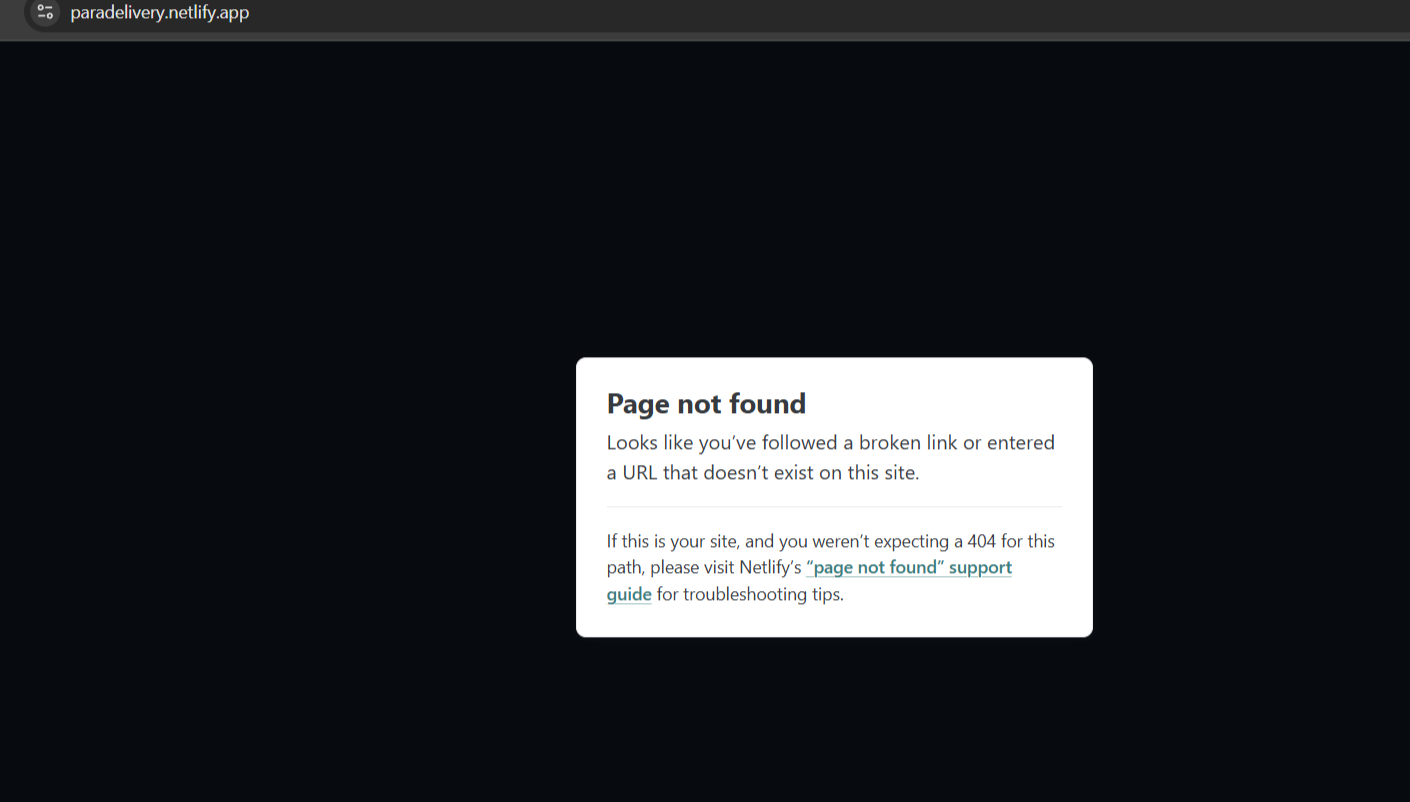 paradelivery.netlify.app
Page not found
Looks like you’ve followed a broken link or entered
a URL that doesn’t exist on this site.
If this is your site, and you weren’t expecting a 404 for this
path, please visit Netlify’s “page not found” support
guide for troubleshooting tips.